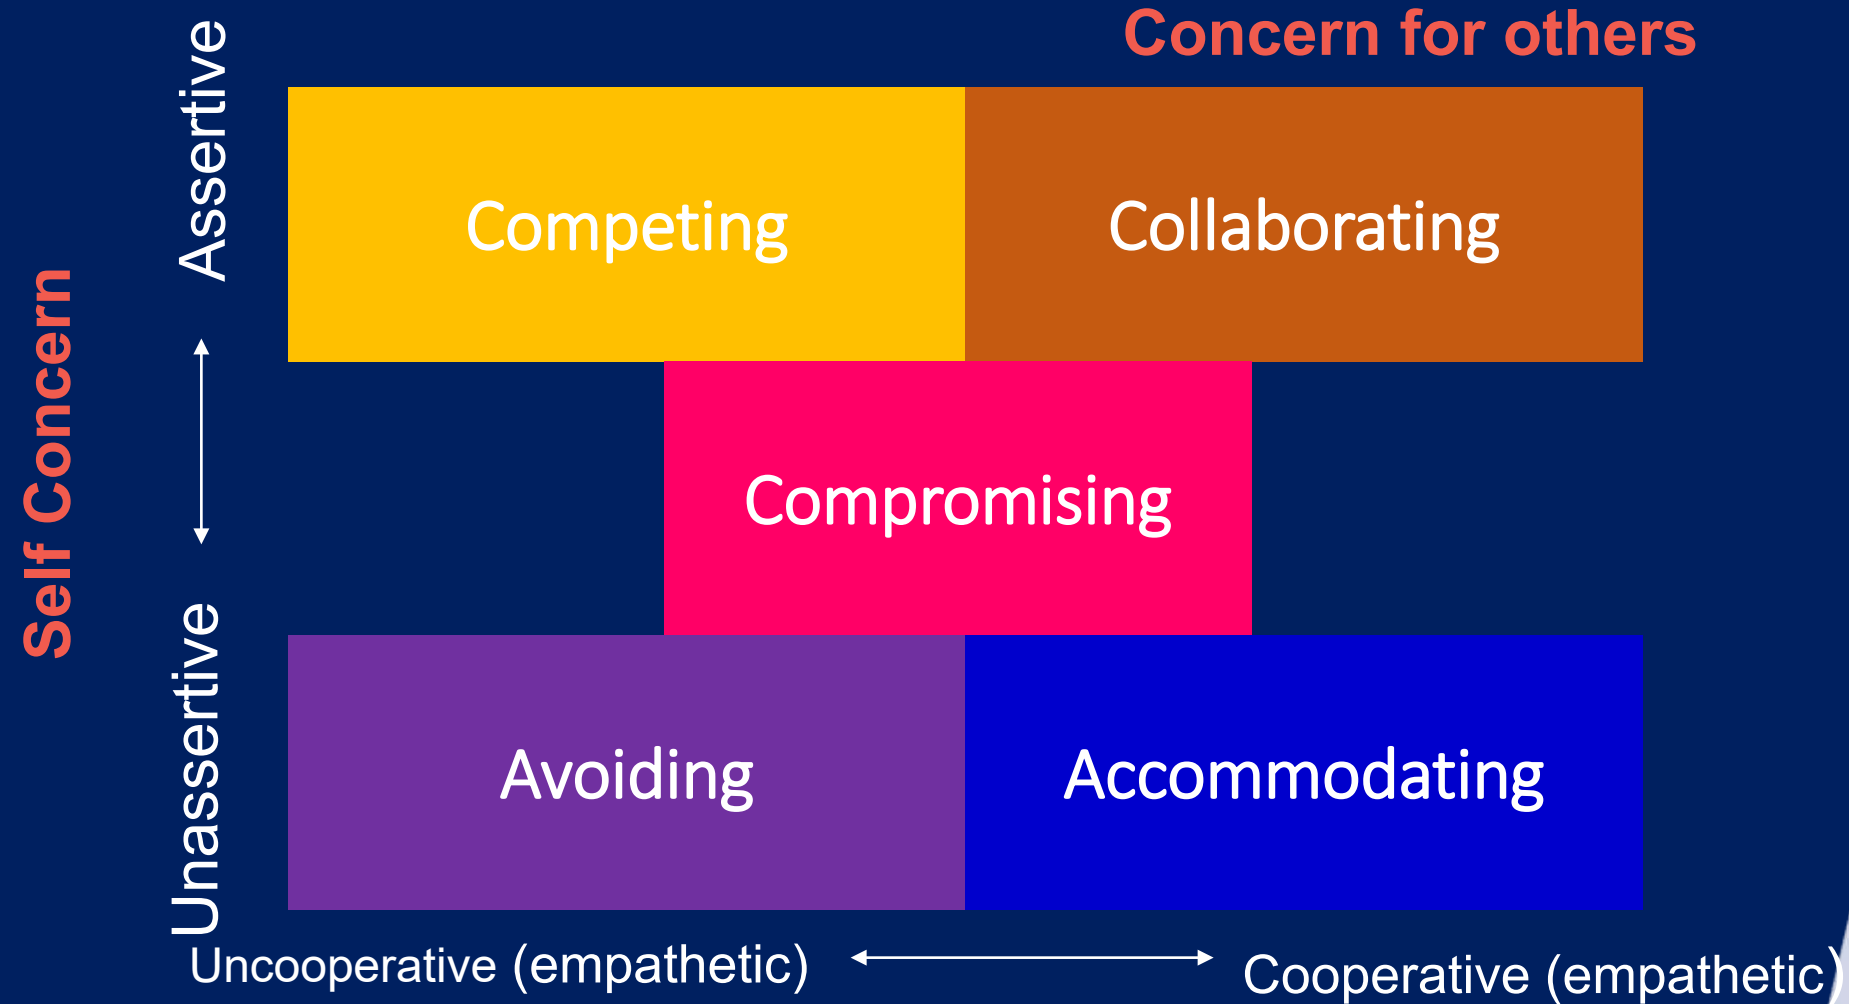 Concern for others
Self Concern
Assertive
Unassertive
Competing
Collaborating
Compromising
Avoiding
Accommodating
Uncooperative (empathetic)
Cooperative (empathetic)